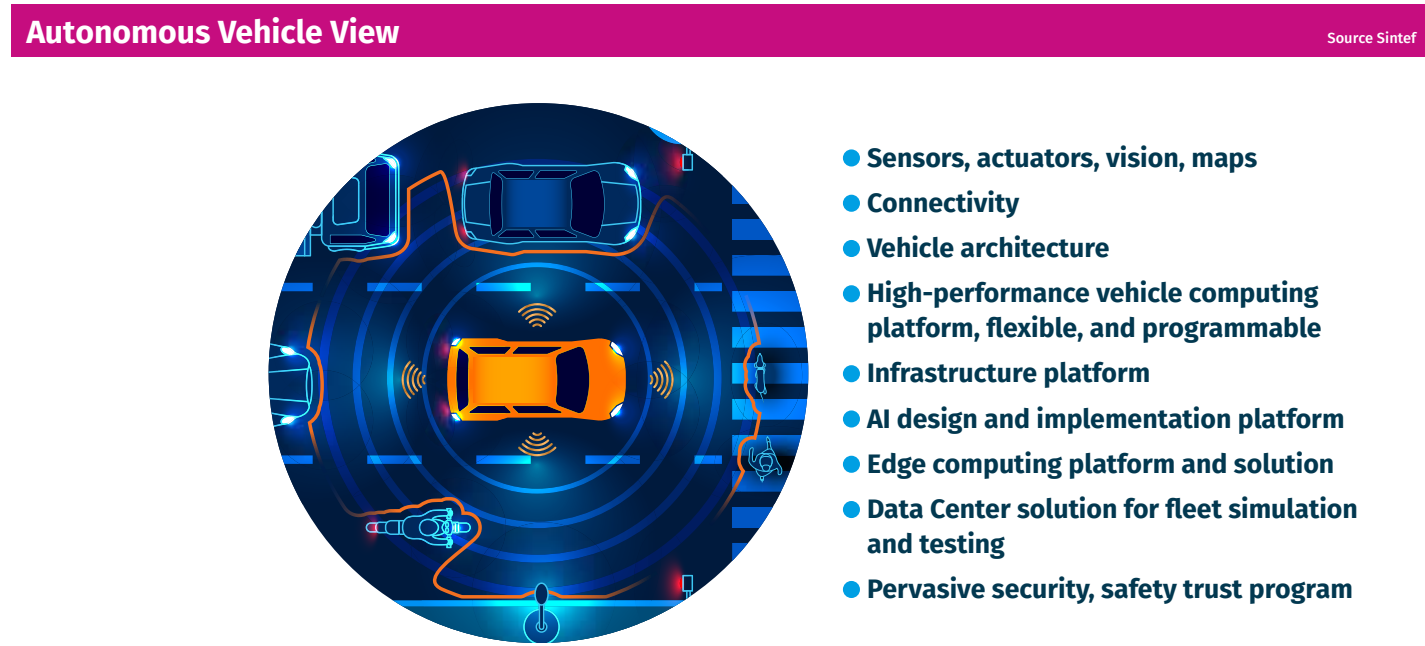 Autonomous Vehicle View
Source Sintef
Sensors, actuators, vision, maps
Connectivity
Vehicle architecture
High-performance vehicle computing
platform, flexible, and programmable
Infrastructure platform
AI design and implementation platform
Edge computing platform and solution
Data Center solution for fleet simulation
and testing
Pervasive security, safety trust program